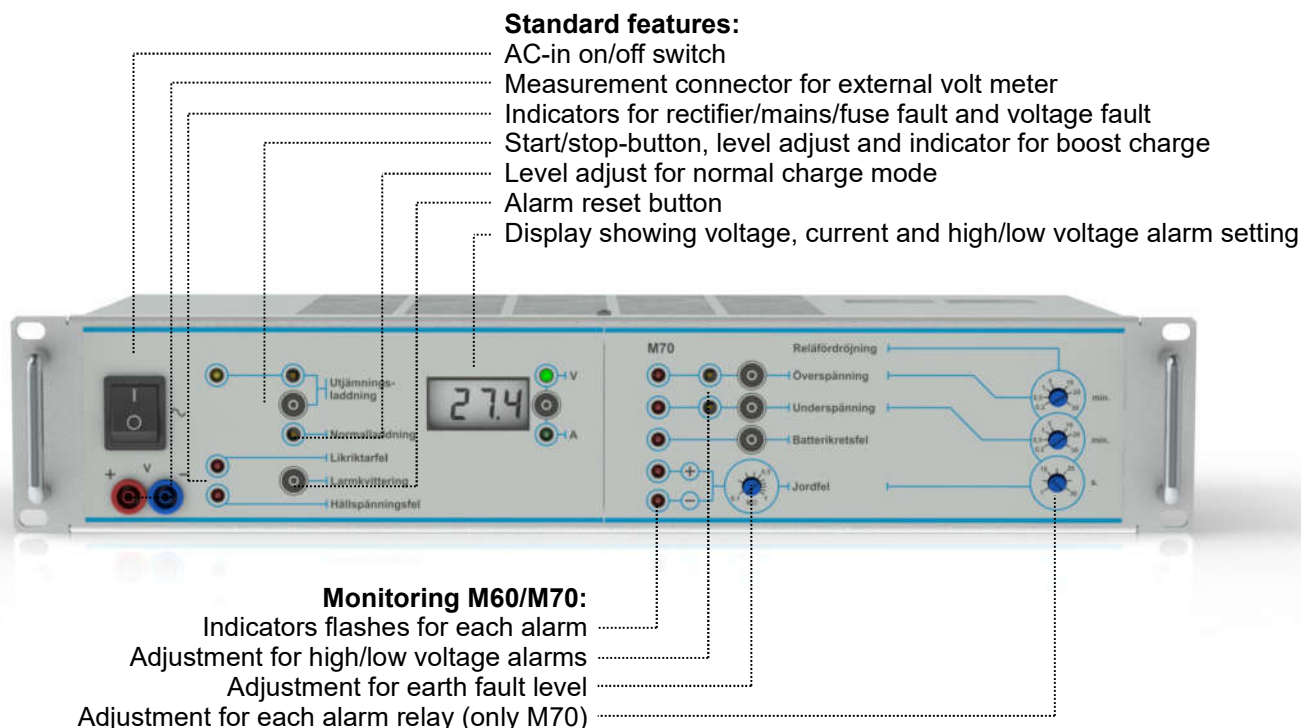 Standard features:
AC-in on/off switch
Measurement connector for external volt meter
Indicators for rectifier/mains/fuse fault and voltage fault
Start/stop-button, level adjust and indicator for boost charge
Level adjust for normal charge mode
Alarm reset button
Display showing voltage, current and high/low voltage alarm setting
Utjämnings-
laddning
Normalladdning
Likriktarfel
Larmkvittering
Hållspänningsfel
+ V −
27.4
V
A
M70
Reläfördröjning
Överspänning
min.
Underspänning
min.
Batterikretsfel
+
−
Jordfel
s.
Monitoring M60/M70:
Indicators flashes for each alarm
Adjustment for high/low voltage alarms
Adjustment for earth fault level
Adjustment for each alarm relay (only M70)